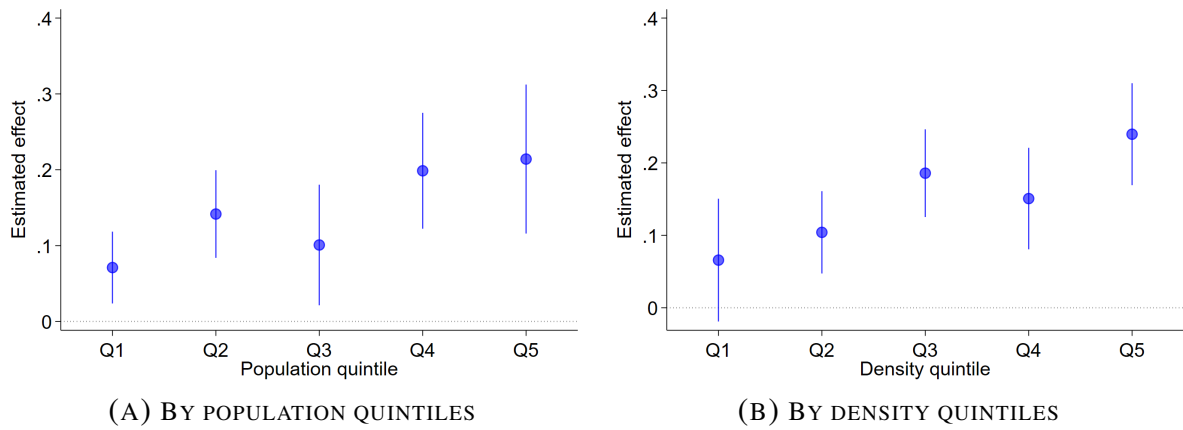 .4
.3
.2
.1
0
Estimated effect
Q1 Q2 Q3 Q4 Q5
Population quintile
(A) BY POPULATION QUINTILES
.4
.3
.2
.1
0
Estimated effect
Q1 Q2 Q3 Q4 Q5
Density quintile
(B) BY DENSITY QUINTILES